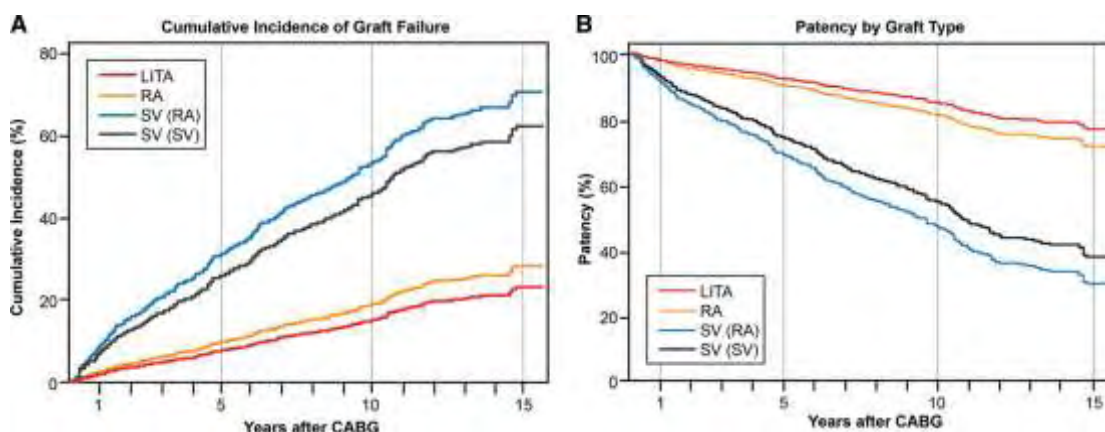 A
Cumulative Incidence of Graft Failure
80
60
40
20
0
Cumulative Incidence (%)
LITA
RA
SV (RA)
SV (SV)
1 5 10 15
Years after CABG
B
Patency by Graft Type
100
80
60
40
20
0
Patency (%)
LITA
RA
SV (RA)
SV (SV)
1 5 10 15
Years after CABG